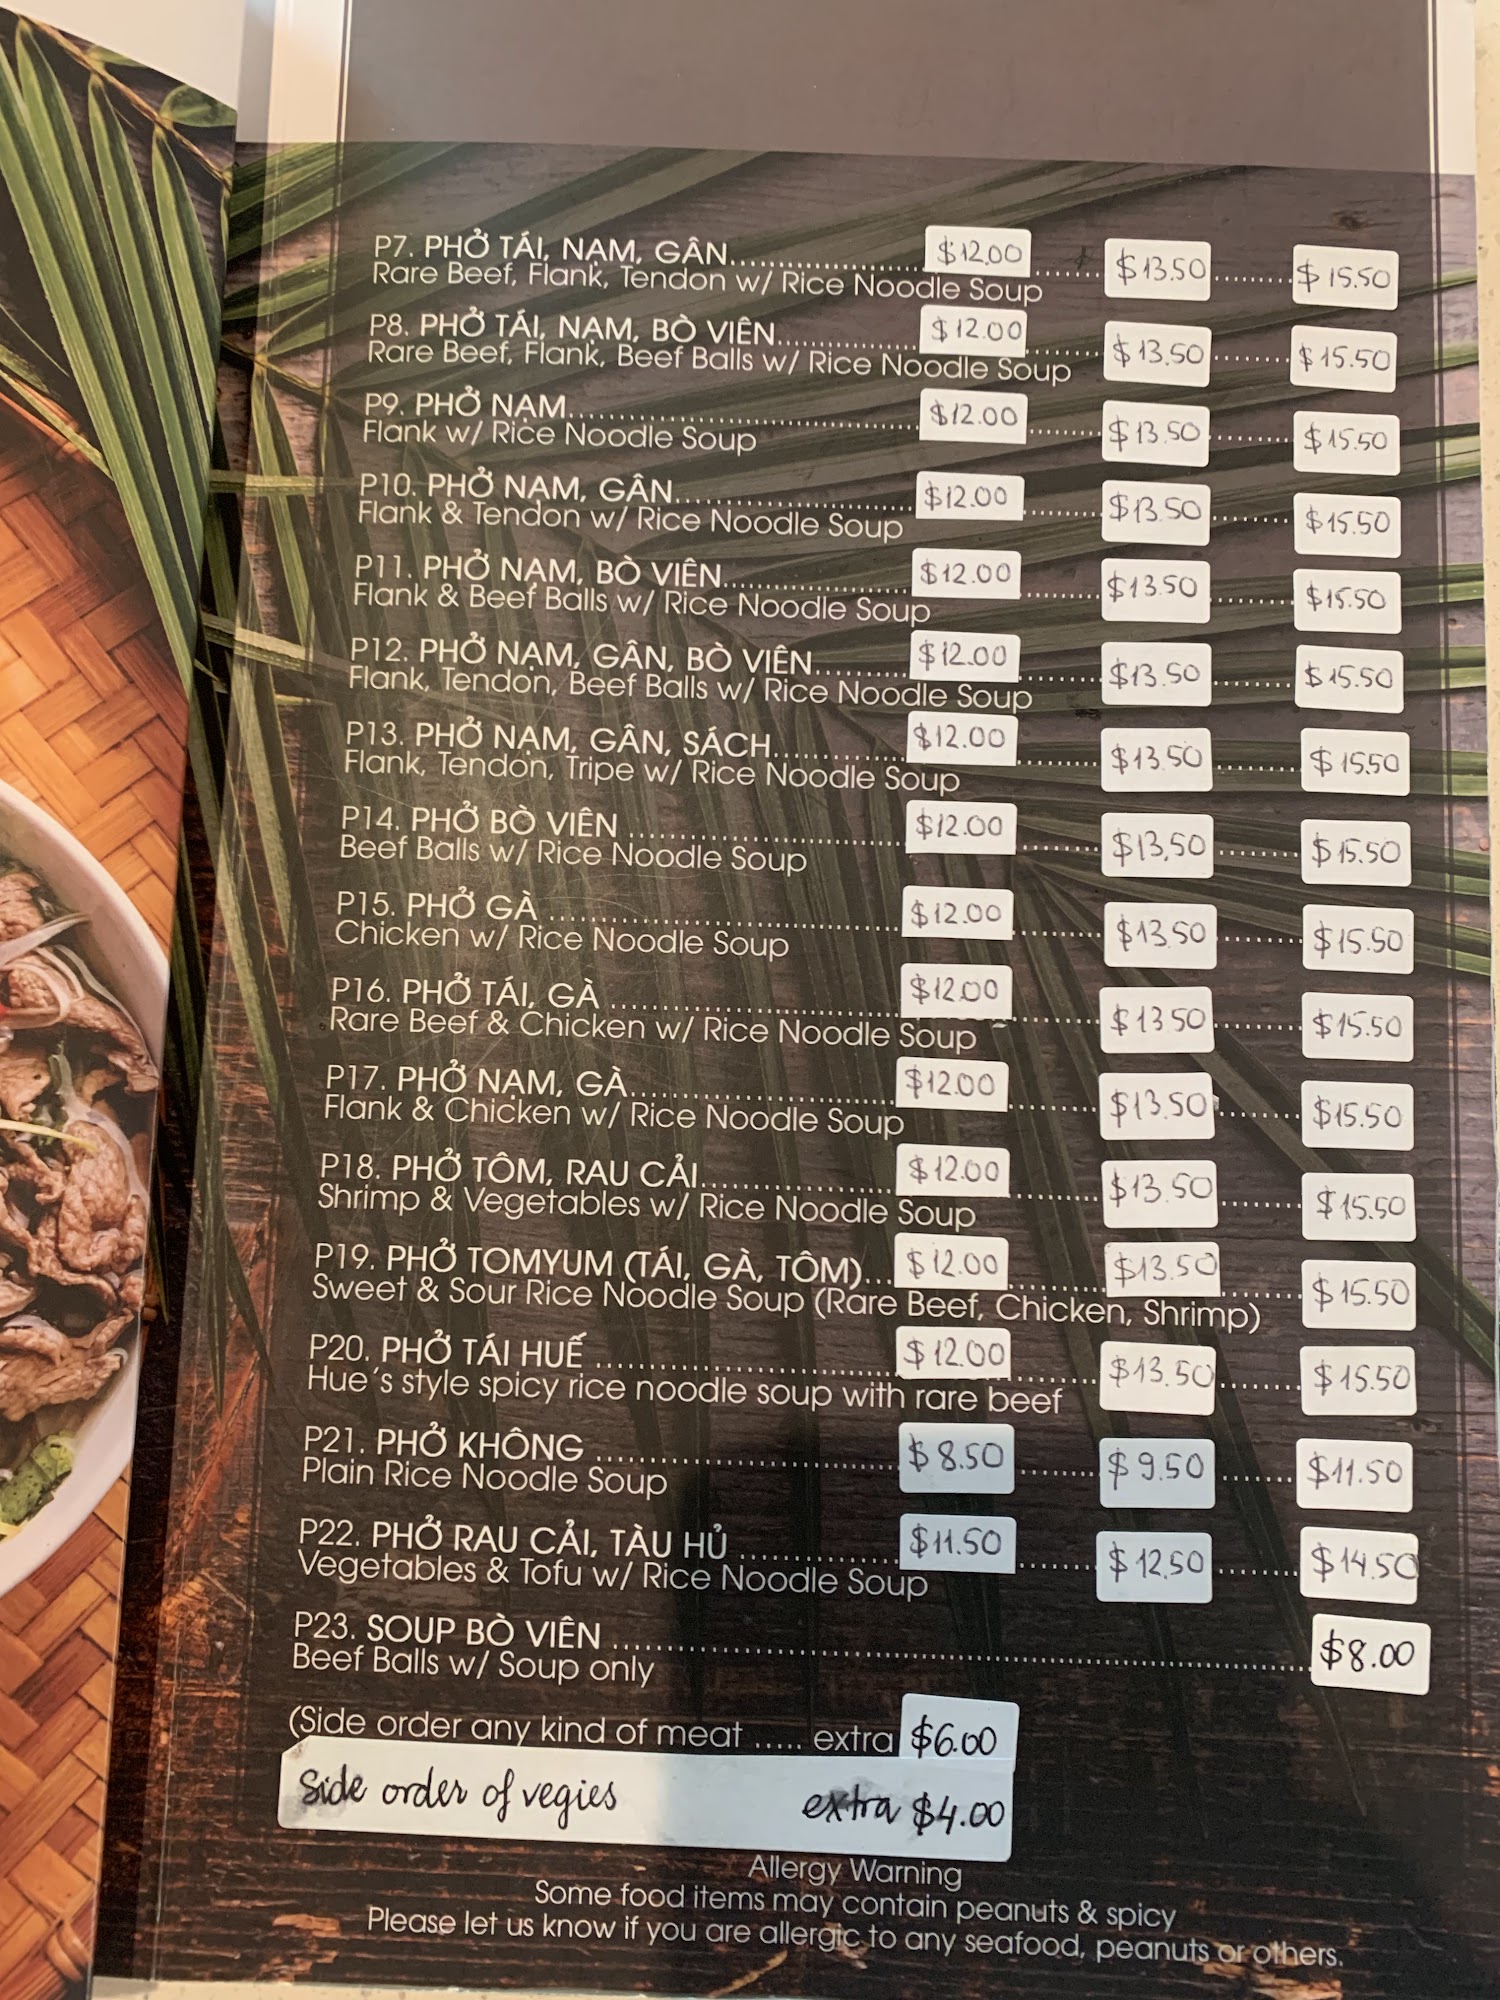 P7. PHỞ TÁI, NẠM, GÂN.................... $12.00 ........ $13.50 ........ $15.50
Rare Beef, Flank, Tendon w/ Rice Noodle Soup
P8. PHỞ TÁI, NẠM, BÒ VIÊN.............. $12.00 ........ $13.50 ........ $15.50
Rare Beef, Flank, Beef Balls w/ Rice Noodle Soup
P9. PHỞ NẠM.................... $12.00 ........ $13.50 ........ $15.50
Flank w/ Rice Noodle Soup
P10. PHỞ NẠM, GÂN.................... $12.00 ........ $13.50 ........ $15.50
Flank & Tendon w/ Rice Noodle Soup
P11. PHỞ NẠM, BÒ VIÊN.................... $12.00 ........ $13.50 ........ $15.50
Flank & Beef Balls w/ Rice Noodle Soup
P12. PHỞ NẠM, GÂN, BÒ VIÊN.......... $12.00 ........ $13.50 ........ $15.50
Flank, Tendon, Beef Balls w/ Rice Noodle Soup
P13. PHỞ NẠM, GÂN, SÁCH.............. $12.00 ........ $13.50 ........ $15.50
Flank, Tendon, Tripe w/ Rice Noodle Soup
P14. PHỞ BÒ VIÊN .................... $12.00 ........ $13.50 ........ $15.50
Beef Balls w/ Rice Noodle Soup
P15. PHỞ GÀ .................... $12.00 ........ $13.50 ........ $15.50
Chicken w/ Rice Noodle Soup
P16. PHỞ TÁI, GÀ .................... $12.00 ........ $13.50 ........ $15.50
Rare Beef & Chicken w/ Rice Noodle Soup
P17. PHỞ NẠM, GÀ.................... $12.00 ........ $13.50 ........ $15.50
Flank & Chicken w/ Rice Noodle Soup
P18. PHỞ TÔM, RAU CẢI.................... $12.00 ........ $13.50 ........ $15.50
Shrimp & Vegetables w/ Rice Noodle Soup
P19. PHỞ TOMYUM (TÁI, GÀ, TÔM)... $12.00 ........ $13.50 $15.50
Sweet & Sour Rice Noodle Soup (Rare Beef, Chicken, Shrimp)
P20. PHỞ TÁI HUẾ .................... $12.00 $13.50 ........ $15.50
Hue's style spicy rice noodle soup with rare beef
P21. PHỞ KHÔNG .................... $8.50 ........ $9.50 ........ $11.50
Plain Rice Noodle Soup
P22. PHỞ RAU CẢI, TÀU HỦ .................... $11.50 ........ $12.50 ........ $14.50
Vegetables & Tofu w/ Rice Noodle Soup
P23. SOUP BÒ VIÊN ........................................ $8.00
Beef Balls w/ Soup only
(Side order any kind of meat ..... extra $6.00
Side order of vegies extra $4.00
Allergy Warning
Some food items may contain peanuts & spicy
Please let us know if you are allergic to any seafood, peanuts or others.